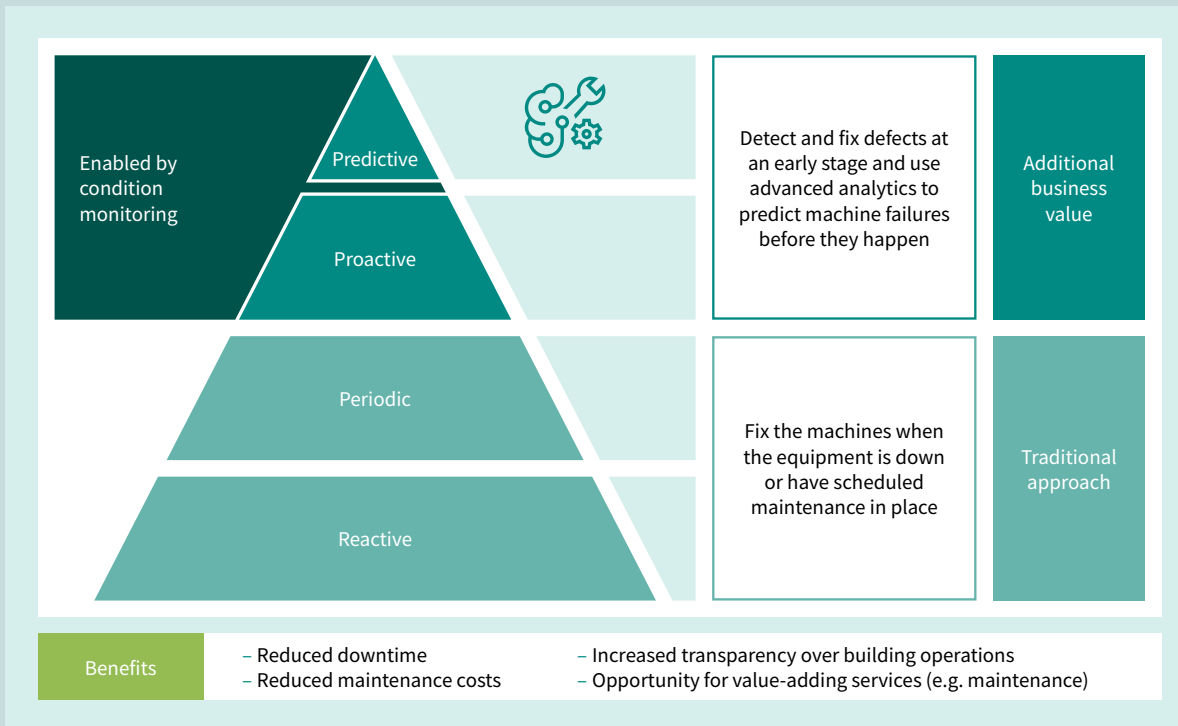 Enabled by
condition
monitoring
Predictive
Proactive
Periodic
Reactive
Detect and fix defects at
an early stage and use
advanced analytics to
predict machine failures
before they happen
Additional
business
value
Fix the machines when
the equipment is down
or have scheduled
maintenance in place
Traditional
approach
Benefits
– Reduced downtime
– Reduced maintenance costs
– Increased transparency over building operations
– Opportunity for value-adding services (e.g. maintenance)